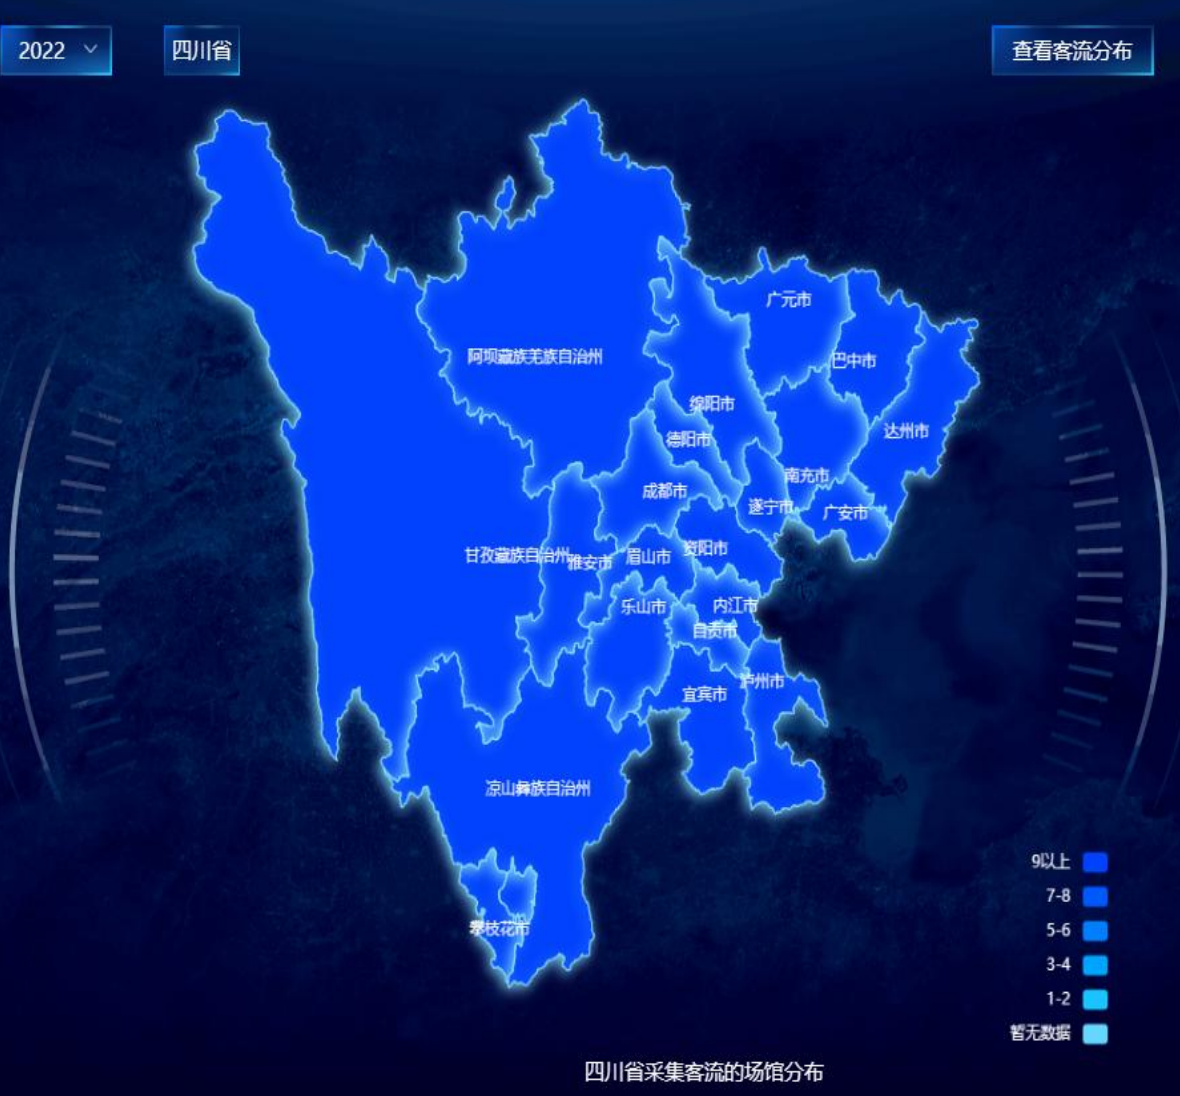 2022
四川省
查看客流分布
广元市
阿坝藏族羌族自治州
巴中市
绵阳市
达州市
德阳市
南充市
成都市
遂宁市
广安市
甘孜藏族自治州
雅安市
眉山市
资阳市
乐山市
内江市
自贡市
泸州市
宜宾市
凉山彝族自治州
攀枝花市
9以上
7-8
5-6
3-4
1-2
暂无数据
四川省采集客流的场馆分布